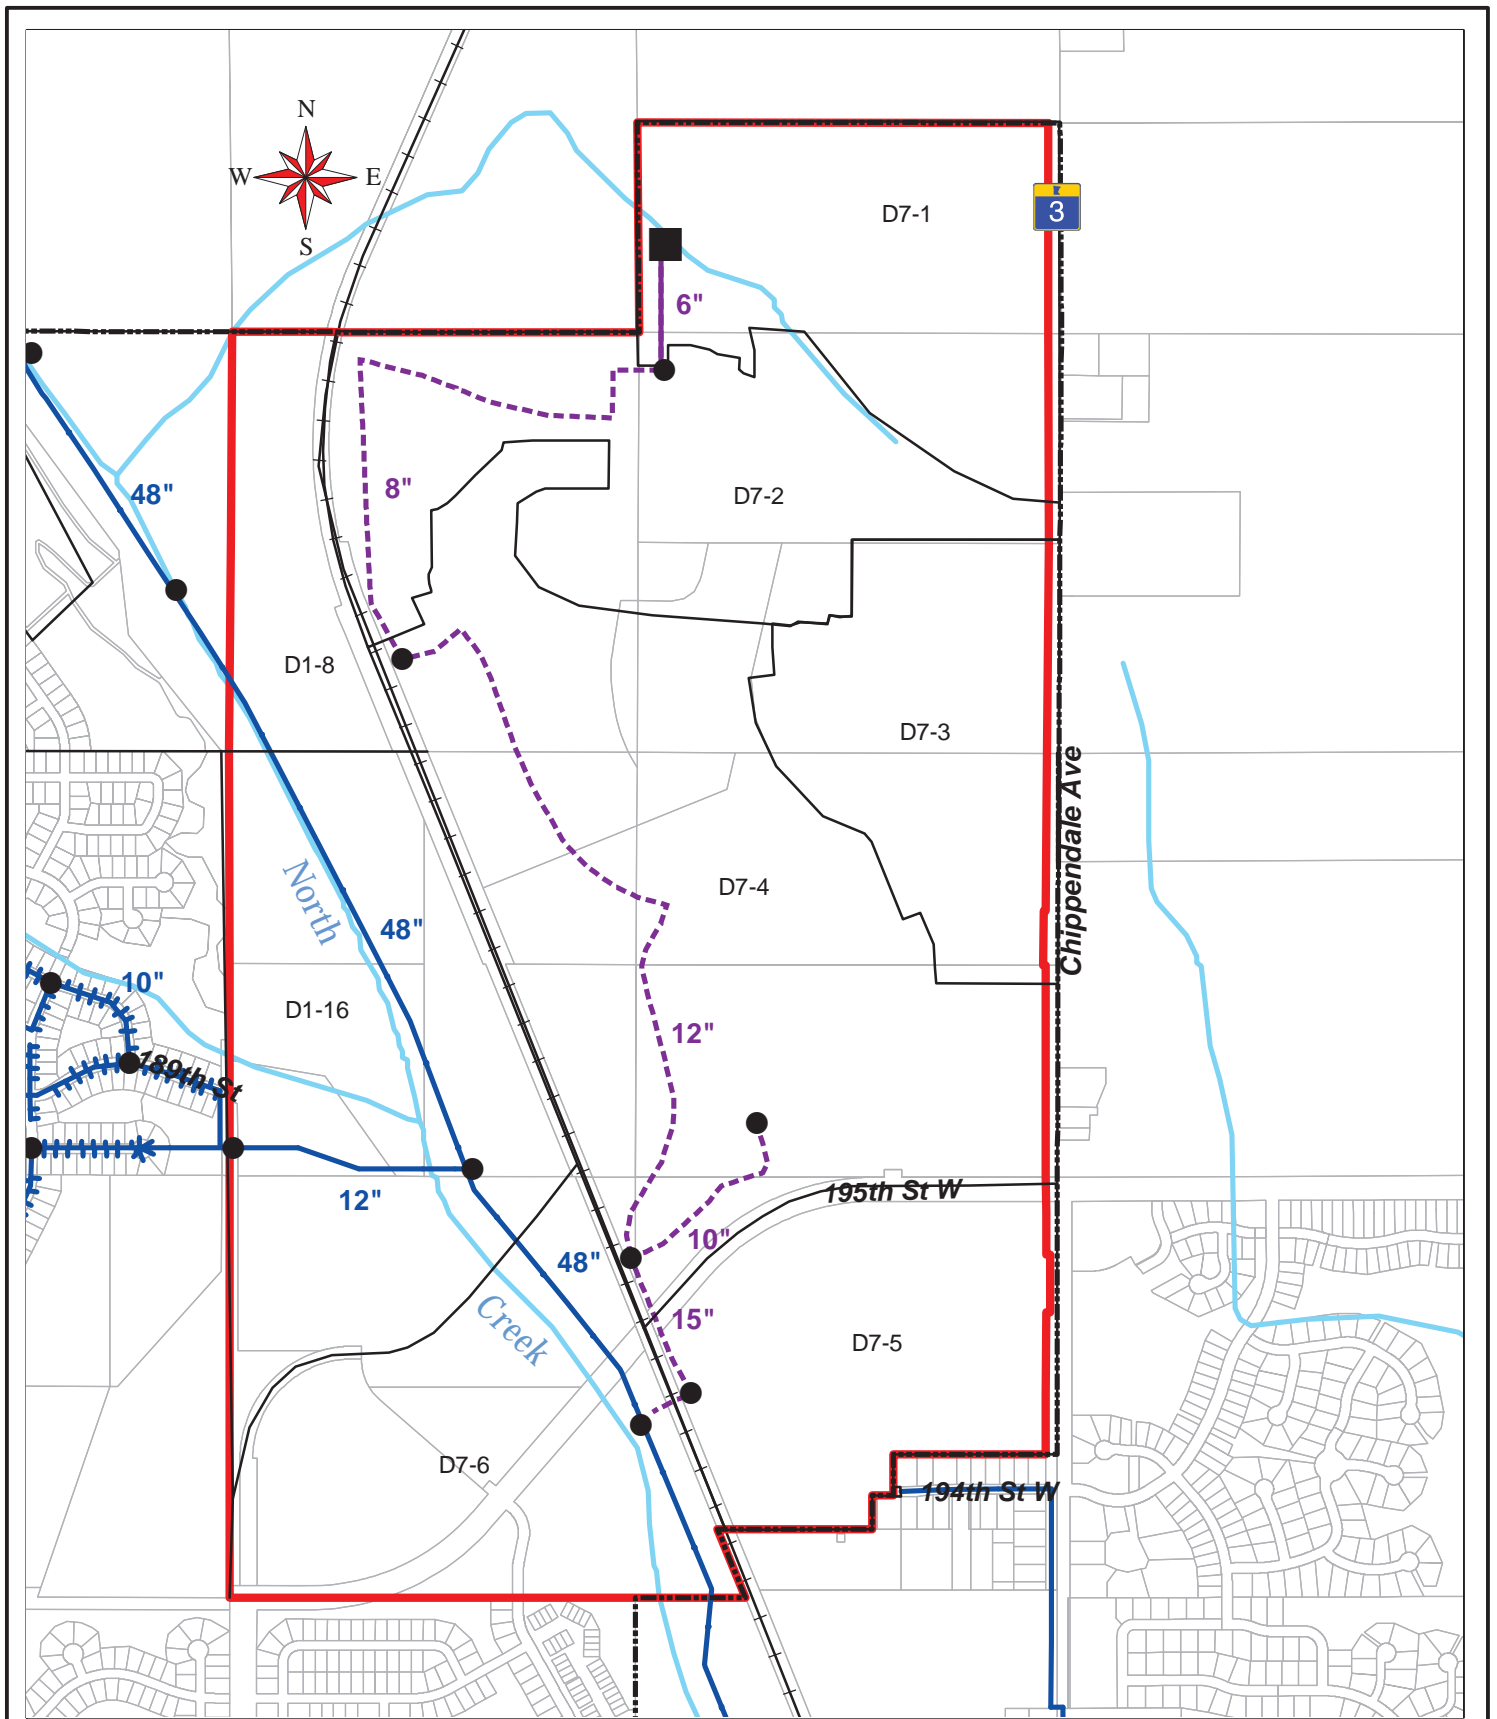 N
W
E
S
D7-1
3
6"
8"
48"
D7-2
D1-8
D7-3
Chippendale Ave
North
48"
D7-4
10"
D1-16
12"
189th St
12"
195th St W
10"
48"
15"
Creek
D7-5
D7-6
194th St W